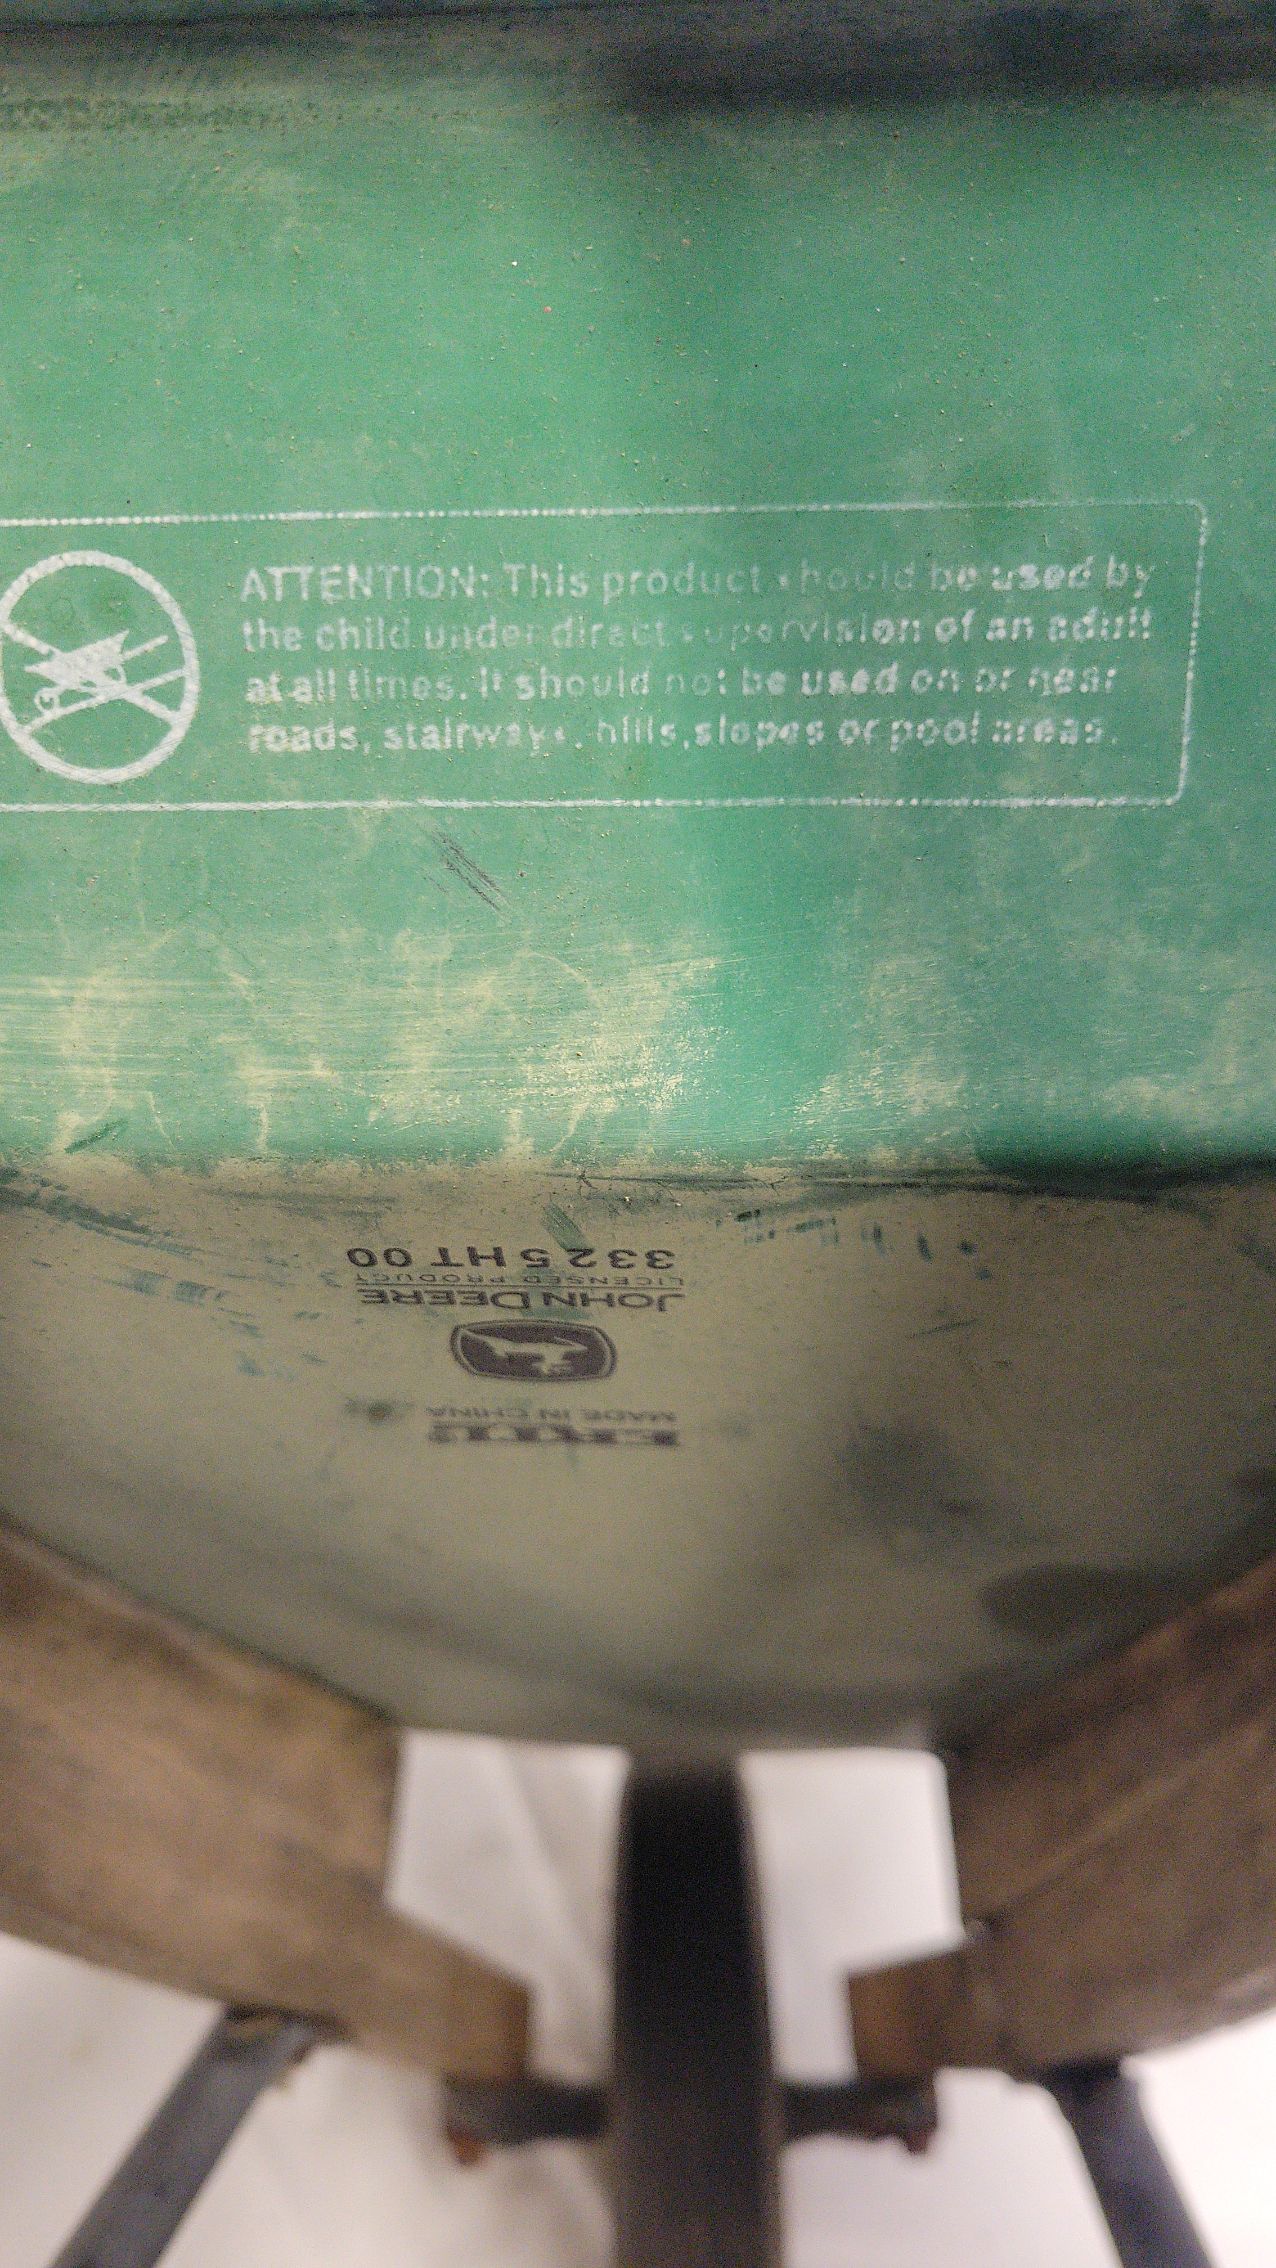 ATTENTION: This product should be used by
the child under direct supervision of an adult
at all times. It should not be used on or near
roads, stairways, hills, slopes or pool areas.
ERTL
MADE IN CHINA
JOHN DEERE
LICENSED PRODUCT
3325HT00